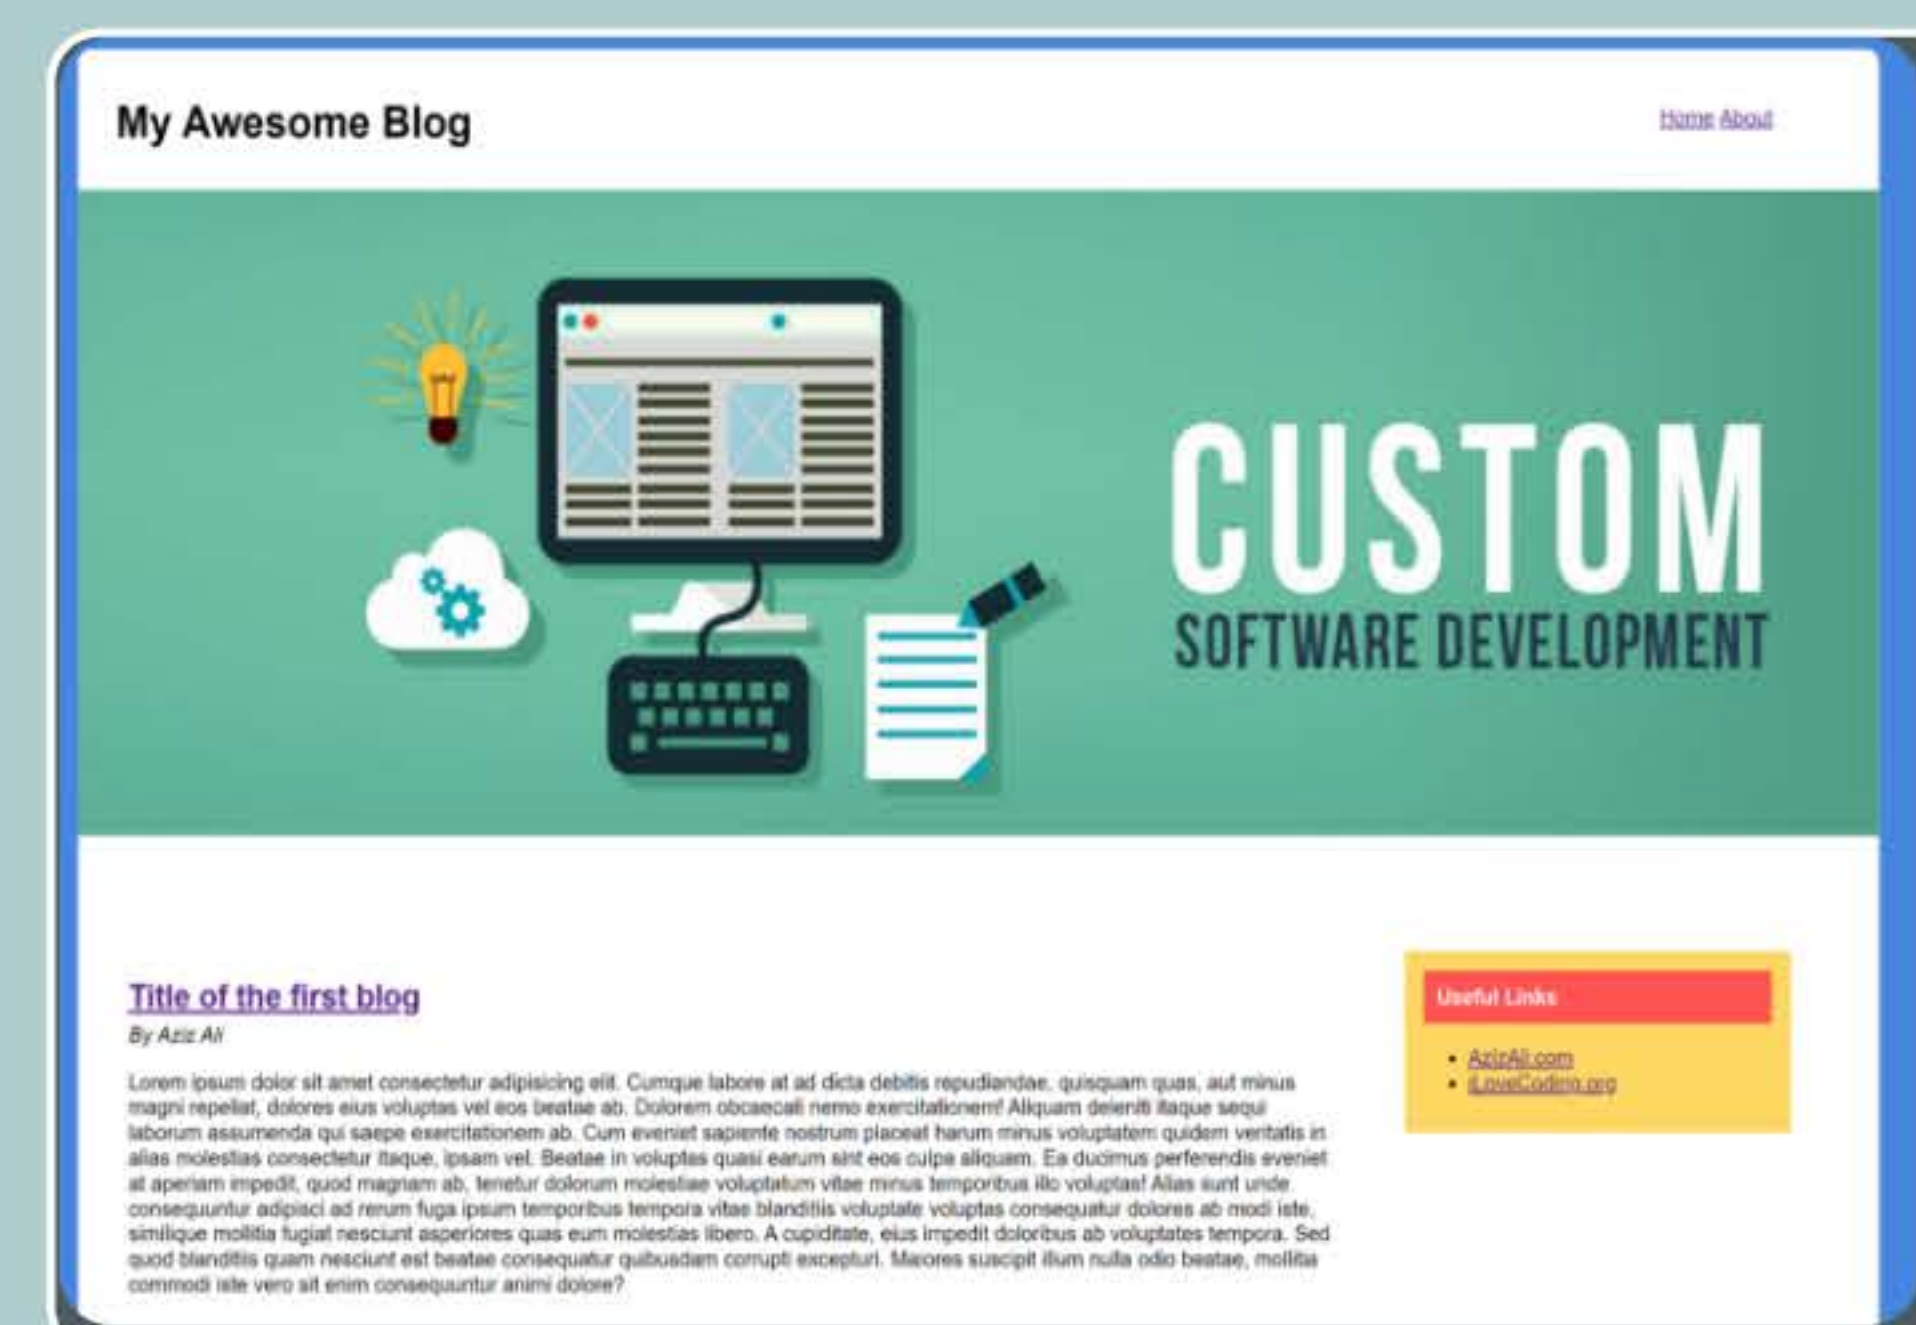 My Awesome Blog
Home About
CUSTOM
SOFTWARE DEVELOPMENT
Title of the first blog
By Aziz Ali
Lorem ipsum dolor sit amet consectetur adipisicing elit. Cumque labore at ad dicta debitis repudiandae, quisquam quas, aut minus
magni repellat, dolores eius voluptas vel eos beatae ab. Dolorem obcaecati nemo exercitationem! Aliquam deleniti itaque sequi
laborum assumenda qui saepe exercitationem ab. Cum eveniet sapiente nostrum placeat harum minus voluptatem quidem veritatis in
alias molestias consectetur itaque, ipsam vel. Beatae in voluptas quasi earum sint eos culpa aliquam. Ea ducimus perferendis eveniet
at aperiam impedit, quod magnam ab, tenetur dolorum molestiae voluptatum vitae minus temporibus illo voluptas! Alias sunt unde
consequuntur adipisci ad rerum fuga ipsum temporibus tempora vitae blanditiis voluptate voluptas consequatur dolores ab modi iste,
similique mollitia fugiat nesciunt asperiores quas eum molestias libero. A cupiditate, eius impedit doloribus ab voluptates tempora. Sed
quod blanditiis quam nesciunt est beatae consequatur quibusdam corrupti excepturi. Maiores suscipit illum nulla odio beatae, mollitia
commodi iste vero sit enim consequuntur animi dolore?
Useful Links
AzizAli.com
iLoveCoding.org